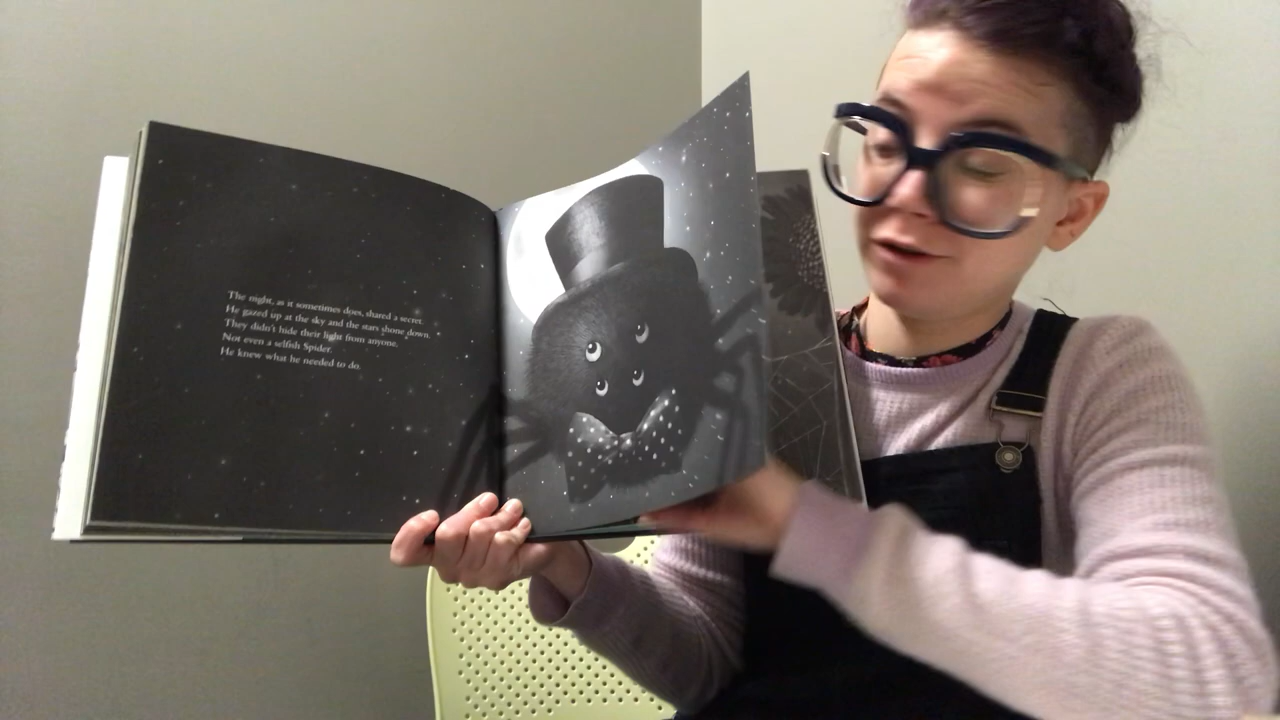 The night, as it sometimes does, shared a secret.
He gazed up at the sky and the stars shone down.
They didn't hide their light from anyone.
Not even a selfish Spider.
He knew what he needed to do.